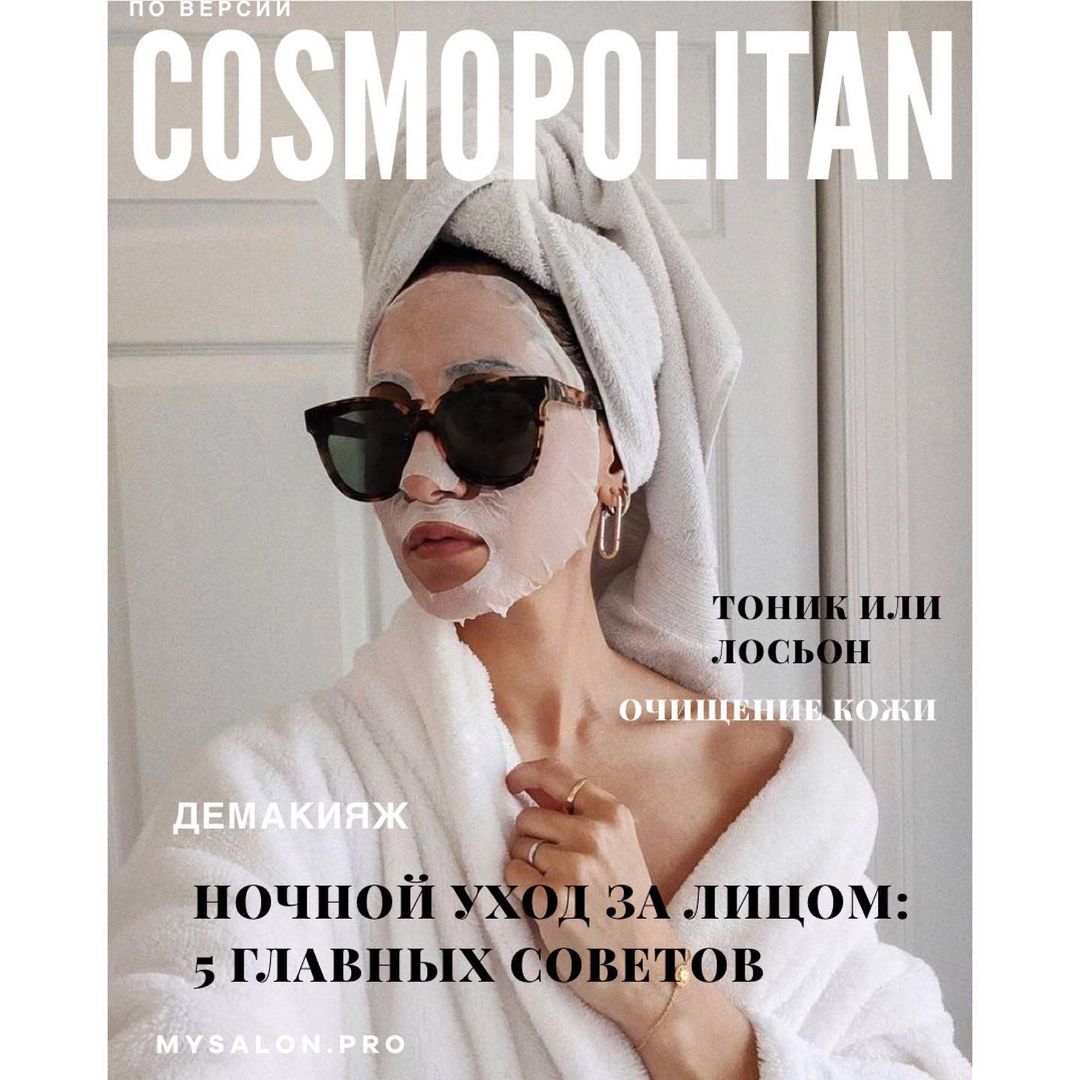 ПО ВЕРСИИ
COSMOPOLITAN
ТОНИК ИЛИ
ЛОСЬОН
ОЧИЩЕНИЕ КОЖИ
ДЕМАКИЯЖ
НОЧНОЙ УХОД ЗА ЛИЦОМ:
5 ГЛАВНЫХ СОВЕТОВ
MYSALON.PRO